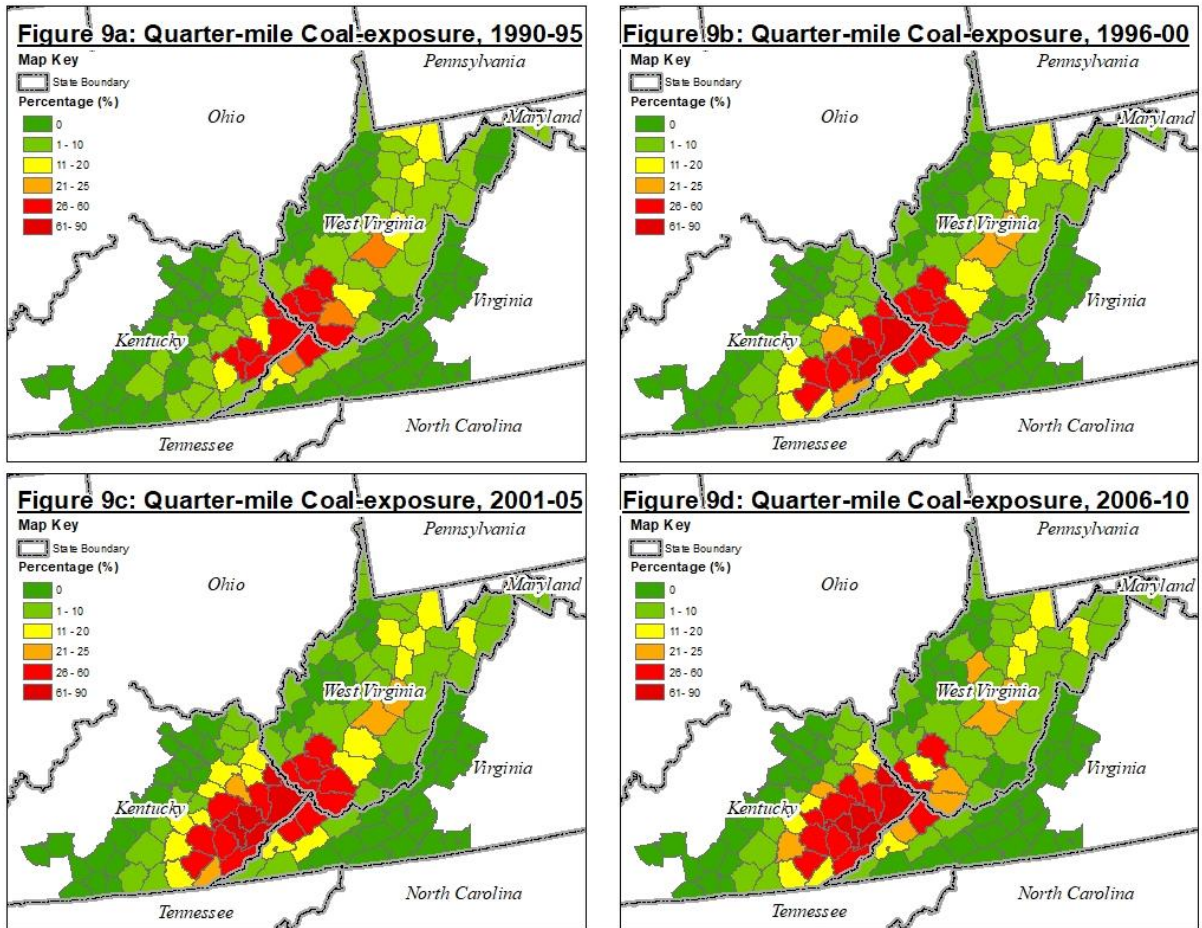 Figure 9a: Quarter-mile Coal-exposure, 1990-95
Map Key
State Boundary
Percentage (%)
0
1 - 10
11 - 20
21 - 25
26 - 60
61 - 90
Pennsylvania
Ohio
Maryland
West Virginia
Virginia
Kentucky
North Carolina
Tennessee
Figure 9b: Quarter-mile Coal-exposure, 1996-00
Map Key
State Boundary
Percentage (%)
0
1 - 10
11 - 20
21 - 25
26 - 60
61 - 90
Pennsylvania
Ohio
Maryland
West Virginia
Virginia
Kentucky
North Carolina
Tennessee
Figure 9c: Quarter-mile Coal-exposure, 2001-05
Map Key
State Boundary
Percentage (%)
0
1 - 10
11 - 20
21 - 25
26 - 60
61 - 90
Pennsylvania
Ohio
Maryland
West Virginia
Virginia
Kentucky
North Carolina
Tennessee
Figure 9d: Quarter-mile Coal-exposure, 2006-10
Map Key
State Boundary
Percentage (%)
0
1 - 10
11 - 20
21 - 25
26 - 60
61 - 90
Pennsylvania
Ohio
Maryland
West Virginia
Virginia
Kentucky
North Carolina
Tennessee